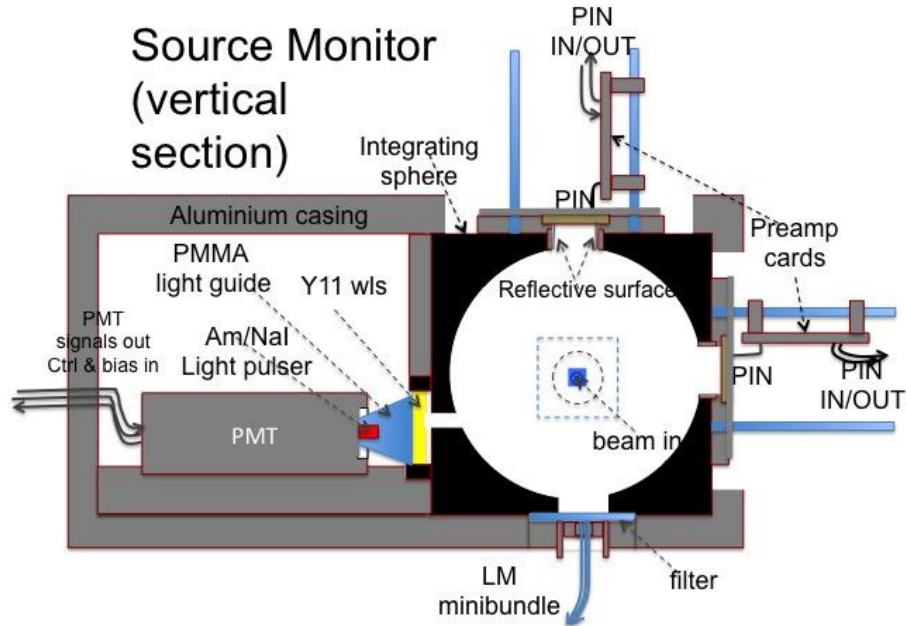 Source Monitor
(vertical
section)
PIN
IN/OUT
Integrating
sphere
PIN
Aluminium casing
Preamp
cards
PMMA
light guide
Y11 wls
Reflective surface
PMT
signals out
Ctrl & bias in
Am/NaI
Light pulser
PIN
PIN
IN/OUT
PMT
beam in
LM
minibundle
filter